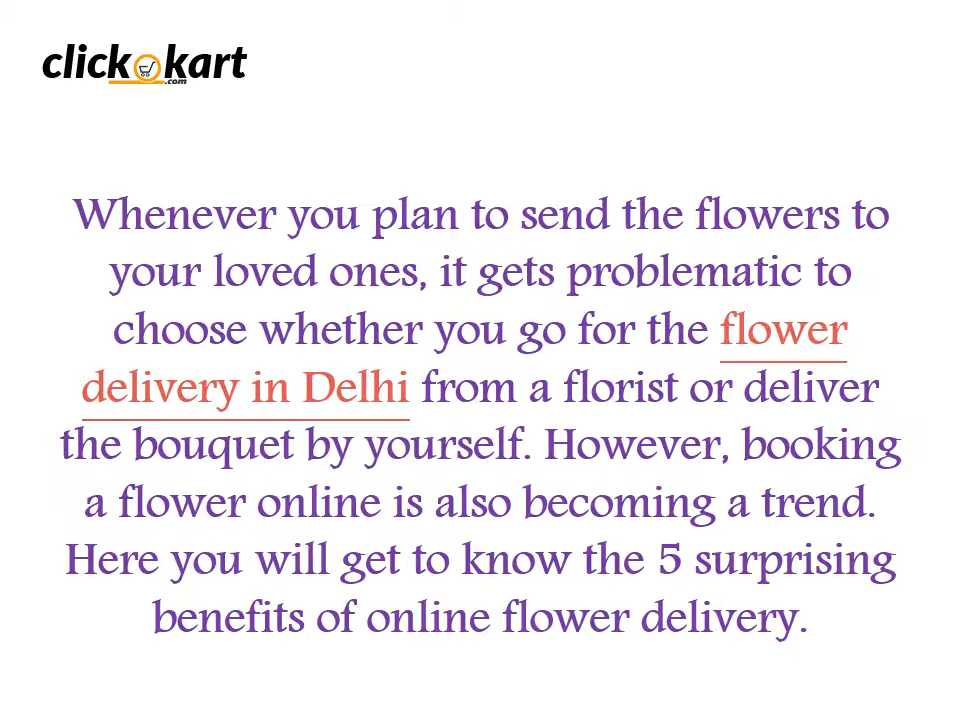 clickokart
.com
Whenever you plan to send the flowers to
your loved ones, it gets problematic to
choose whether you go for the flower
delivery in Delhi from a florist or deliver
the bouquet by yourself. However, booking
a flower online is also becoming a trend.
Here you will get to know the 5 surprising
benefits of online flower delivery.